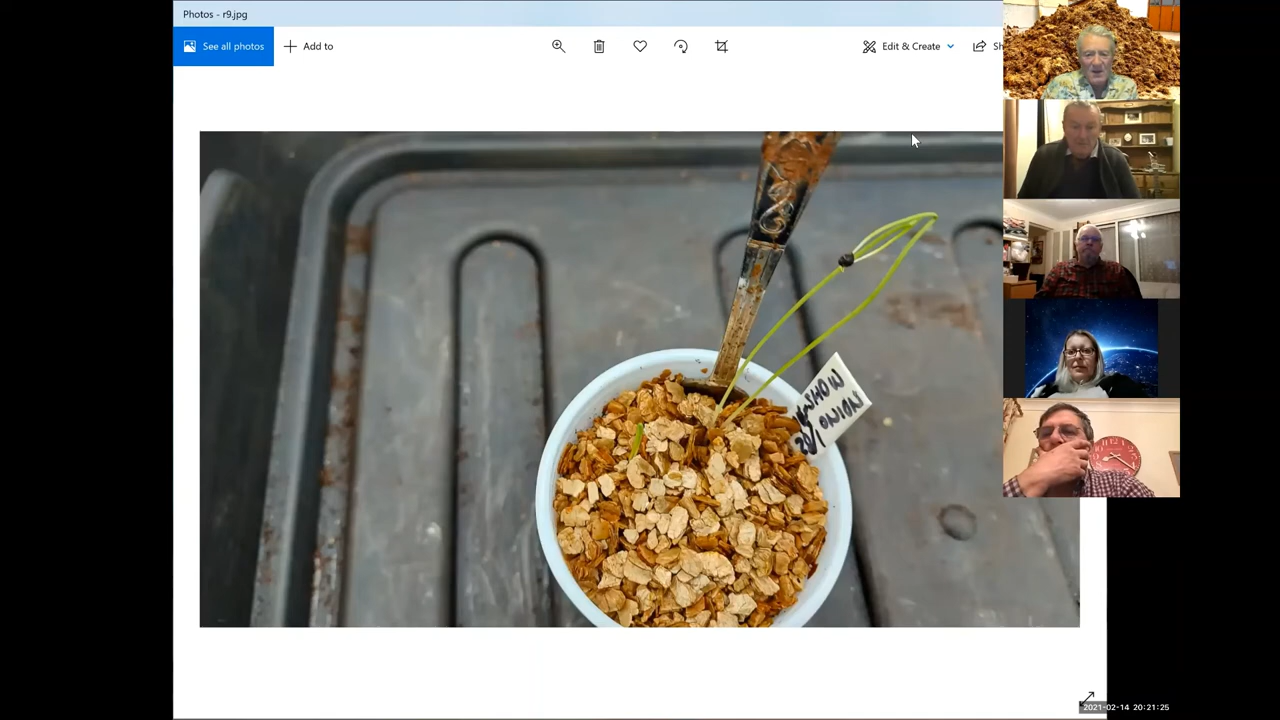 Photos - r9.jpg
See all photos
Add to
Edit & Create
SHOW
ONION
2021-02-14 20:21:25